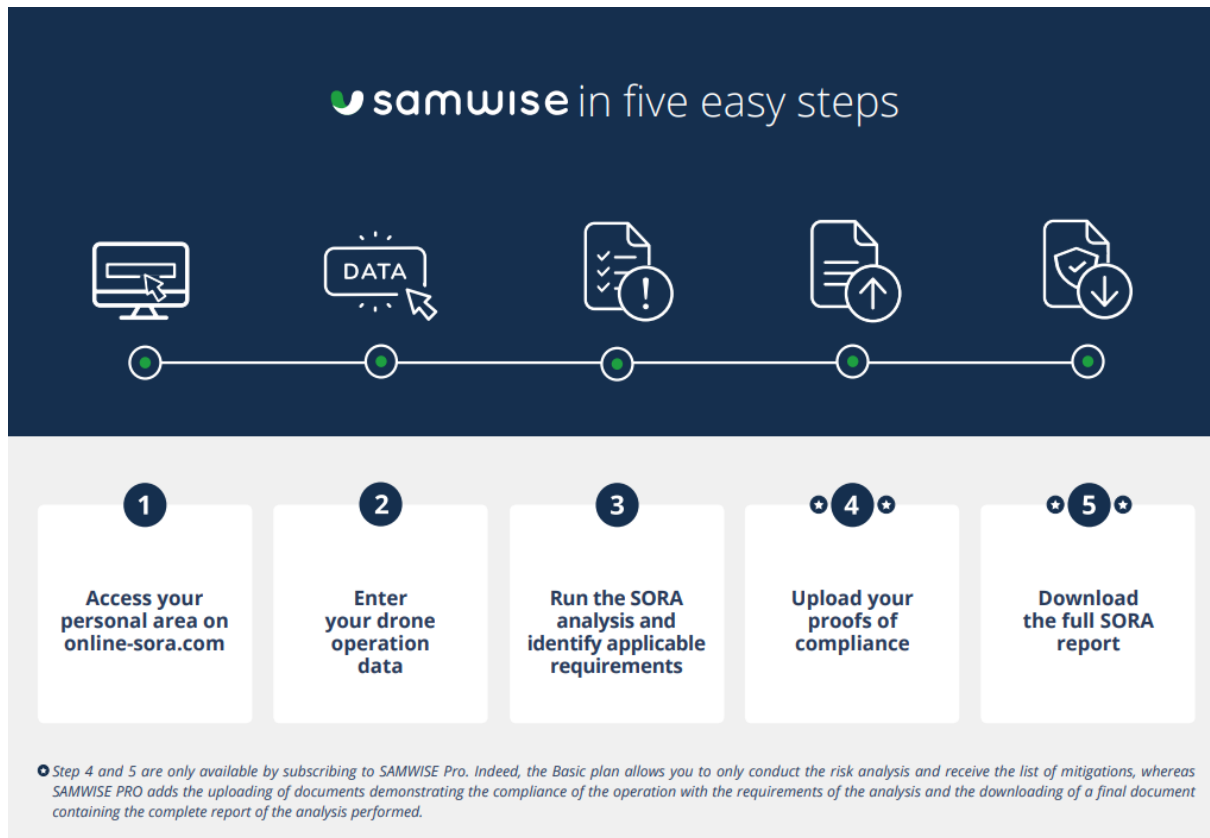 samwise in five easy steps
DATA
1
2
3
4
5
Access your
personal area on
online-sora.com
Enter
your drone
operation
data
Run the SORA
analysis and
identify applicable
requirements
Upload your
proofs of
compliance
Download
the full SORA
report
Step 4 and 5 are only available by subscribing to SAMWISE Pro. Indeed, the Basic plan allows you to only conduct the risk analysis and receive the list of mitigations, whereas
SAMWISE PRO adds the uploading of documents demonstrating the compliance of the operation with the requirements of the analysis and the downloading of a final document
containing the complete report of the analysis performed.